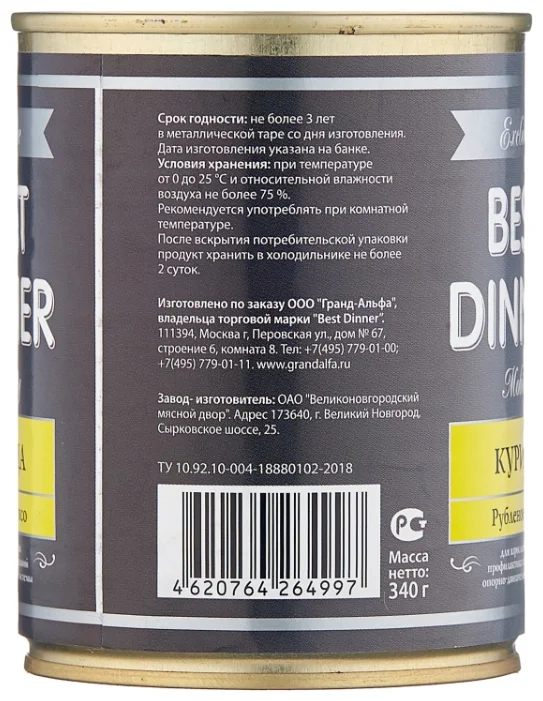 Срок годности: не более 3 лет
в металлической таре со дня изготовления.
Дата изготовления указана на банке.
Условия хранения: при температуре
от 0 до 25 °С и относительной влажности
воздуха не более 75 %.
Рекомендуется употреблять при комнатной
температуре.
После вскрытия потребительской упаковки
продукт хранить в холодильнике не более
2 суток.
Изготовлено по заказу ООО "Гранд-Альфа",
владельца торговой марки "Best Dinner".
111394, Москва г, Перовская ул., дом № 67,
строение 6, комната 8. Тел: +7(495) 779-01-00;
+7(495) 779-01-11. www.grandalfa.ru
Завод- изготовитель: ОАО "Великоновгородский
мясной двор". Адрес 173640, г. Великий Новгород,
Сырковское шоссе, 25.
ТУ 10.92.10-004-18880102-2018
4 620764 264997
РСТ
Масса
нетто:
340 г
BES
DINN
КУРИ
Рублено